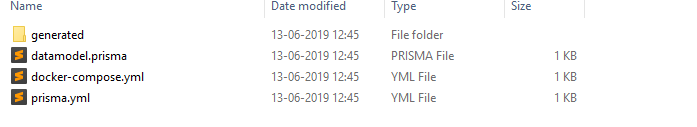 Name Date modified Type Size
generated 13-06-2019 12:45 File folder
datamodel.prisma 13-06-2019 12:45 PRISMA File 1 KB
docker-compose.yml 13-06-2019 12:45 YML File 1 KB
prisma.yml 13-06-2019 12:45 YML File 1 KB